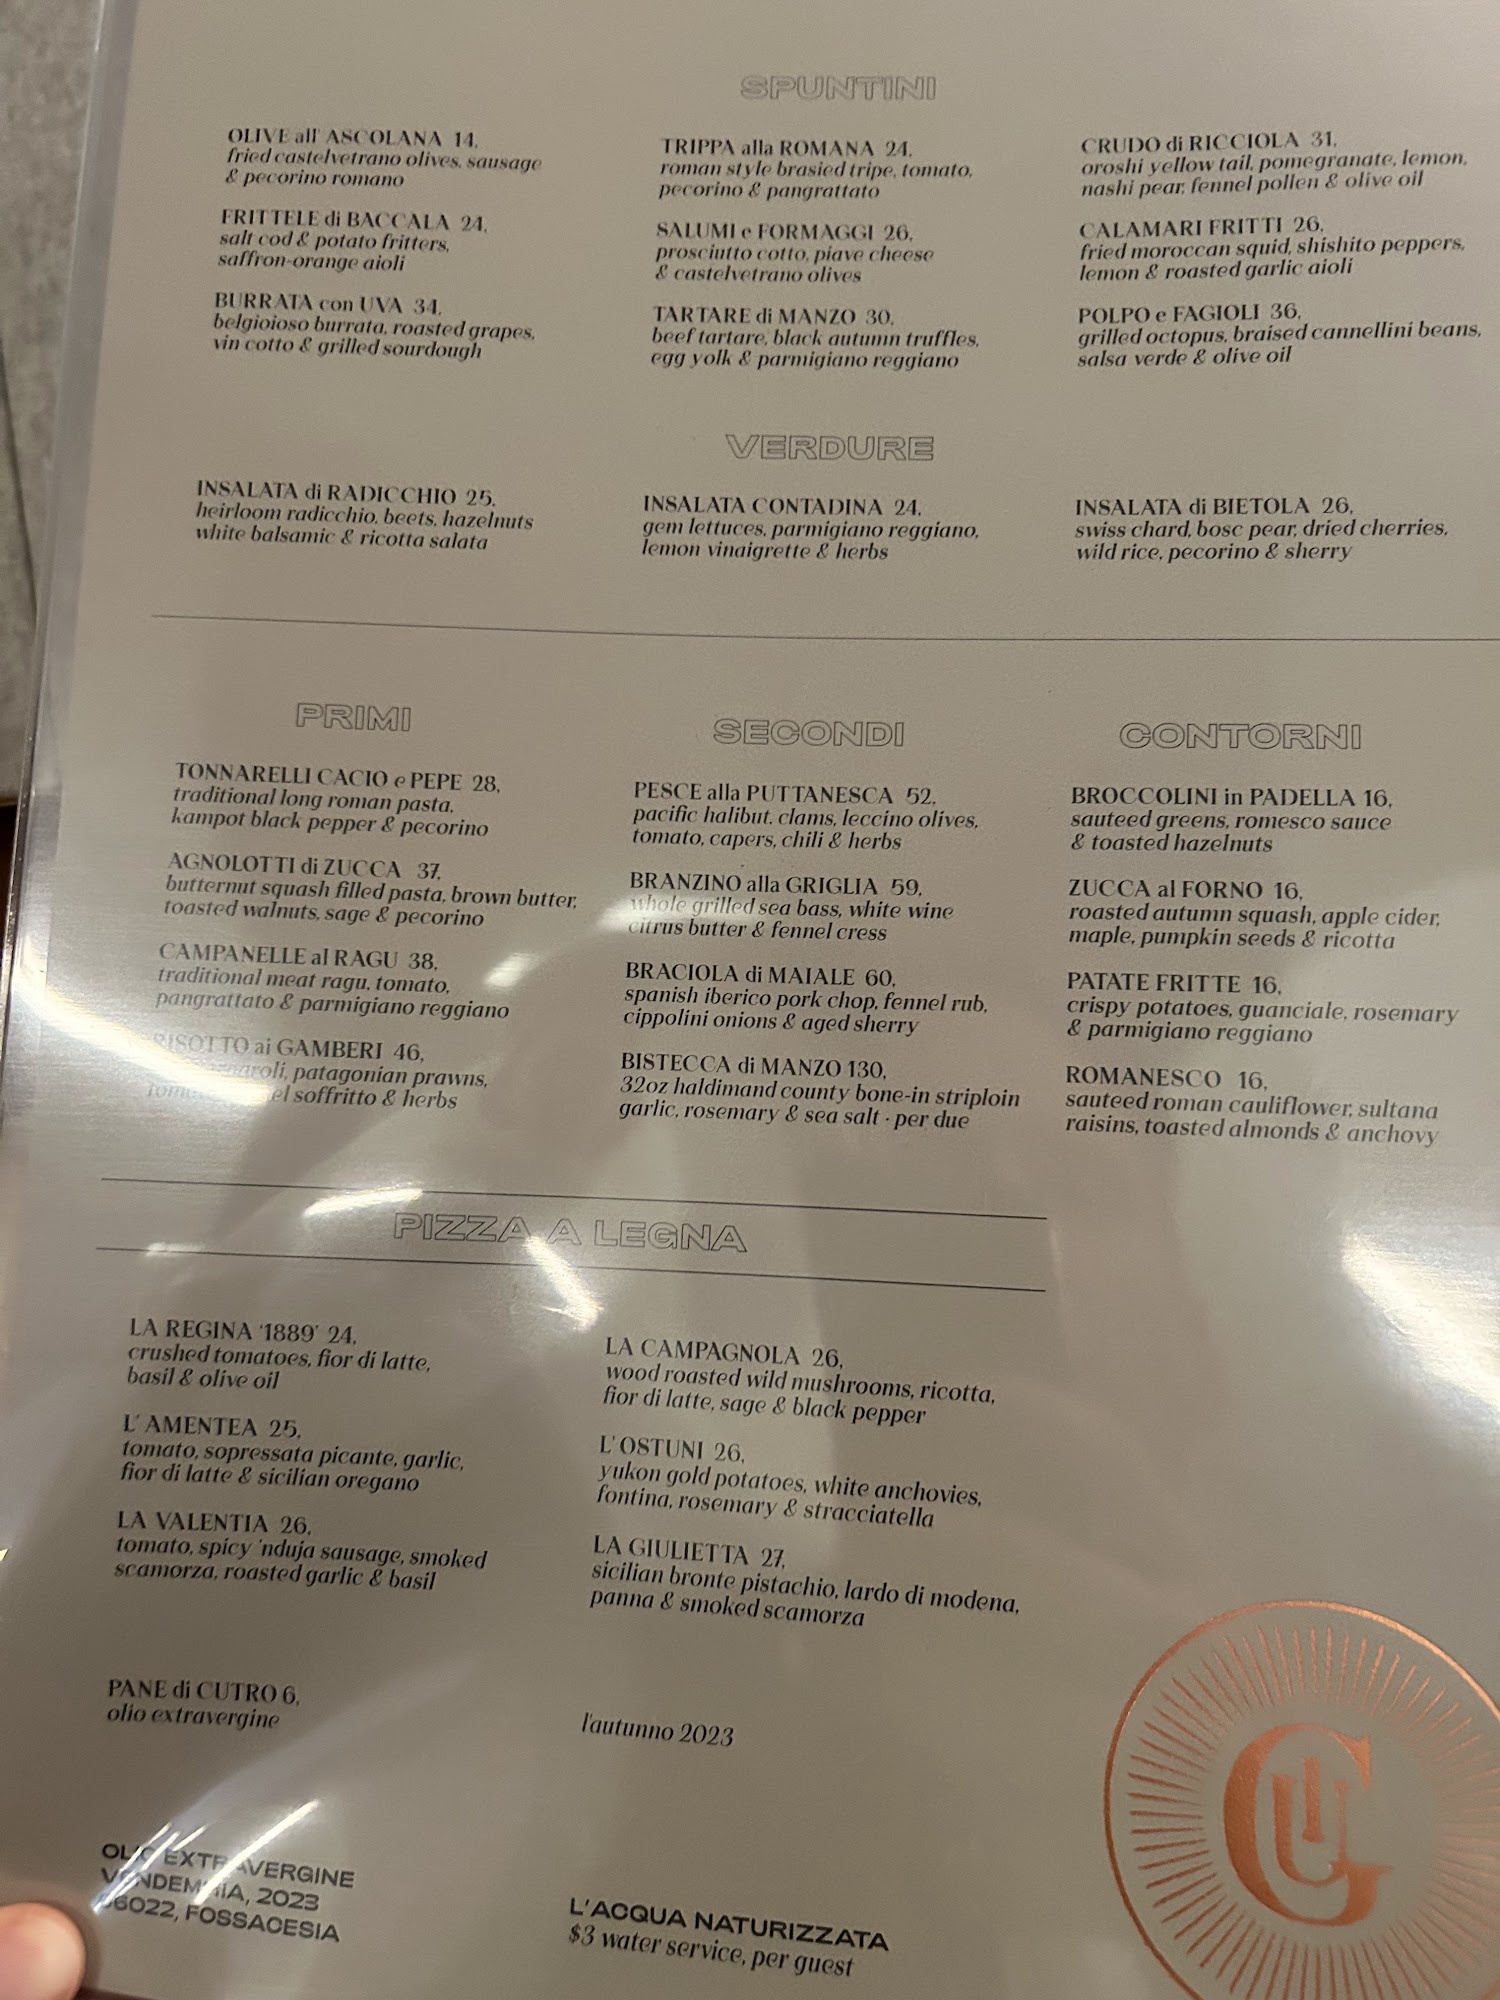 SPUNTINI
OLIVE all' ASCOLANA 14,
fried castelvetrano olives, sausage
& pecorino romano
FRITTELE di BACCALA 24,
salt cod & potato fritters,
saffron-orange aioli
BURRATA con UVA 34,
belgioioso burrata, roasted grapes,
vin cotto & grilled sourdough
TRIPPA alla ROMANA 24,
roman style brasied tripe, tomato,
pecorino & pangrattato
SALUMI e FORMAGGI 26,
prosciutto cotto, piave cheese
& castelvetrano olives
TARTARE di MANZO 30,
beef tartare, black autumn truffles,
egg yolk & parmigiano reggiano
CRUDO di RICCIOLA 31,
oroshi yellow tail, pomegranate, lemon,
nashi pear, fennel pollen & olive oil
CALAMARI FRITTI 26,
fried moroccan squid, shishito peppers,
lemon & roasted garlic aioli
POLPO e FAGIOLI 36,
grilled octopus, braised cannellini beans,
salsa verde & olive oil
VERDURE
INSALATA di RADICCHIO 25,
heirloom radicchio, beets, hazelnuts
white balsamic & ricotta salata
INSALATA CONTADINA 24,
gem lettuces, parmigiano reggiano,
lemon vinaigrette & herbs
INSALATA di BIETOLA 26,
swiss chard, bosc pear, dried cherries,
wild rice, pecorino & sherry
PRIMI
TONNARELLI CACIO e PEPE 28,
traditional long roman pasta,
kampot black pepper & pecorino
AGNOLOTTI di ZUCCA 37,
butternut squash filled pasta, brown butter,
toasted walnuts, sage & pecorino
CAMPANELLE al RAGU 38,
traditional meat ragu, tomato,
pangrattato & parmigiano reggiano
RISOTTO ai GAMBERI 46,
patagonian prawns,
soffritto & herbs
SECONDI
PESCE alla PUTTANESCA 52,
pacific halibut, clams, leccino olives,
tomato, capers, chili & herbs
BRANZINO alla GRIGLIA 59,
whole grilled sea bass, white wine
citrus butter & fennel cress
BRACIOLA di MAIALE 60,
spanish iberico pork chop, fennel rub,
cippolini onions & aged sherry
BISTECCA di MANZO 130,
32oz haldimand county bone-in striploin
garlic, rosemary & sea salt · per due
CONTORNI
BROCCOLINI in PADELLA 16,
sauteed greens, romesco sauce
& toasted hazelnuts
ZUCCA al FORNO 16,
roasted autumn squash, apple cider,
maple, pumpkin seeds & ricotta
PATATE FRITTE 16,
crispy potatoes, guanciale, rosemary
& parmigiano reggiano
ROMANESCO 16,
sauteed roman cauliflower, sultana
raisins, toasted almonds & anchovy
PIZZA A LEGNA
LA REGINA '1889' 24,
crushed tomatoes, fior di latte,
basil & olive oil
L' AMENTEA 25,
tomato, sopressata picante, garlic,
fior di latte & sicilian oregano
LA VALENTIA 26,
tomato, spicy 'nduja sausage, smoked
scamorza, roasted garlic & basil
LA CAMPAGNOLA 26,
wood roasted wild mushrooms, ricotta,
fior di latte, sage & black pepper
L'OSTUNI 26,
yukon gold potatoes, white anchovies,
fontina, rosemary & stracciatella
LA GIULIETTA 27,
sicilian bronte pistachio, lardo di modena,
panna & smoked scamorza
PANE di CUTRO 6,
olio extravergine
l'autunno 2023
OLIO EXTRAVERGINE
VENDEMMIA, 2023
66022, FOSSACESIA
L'ACQUA NATURIZZATA
$3 water service, per guest